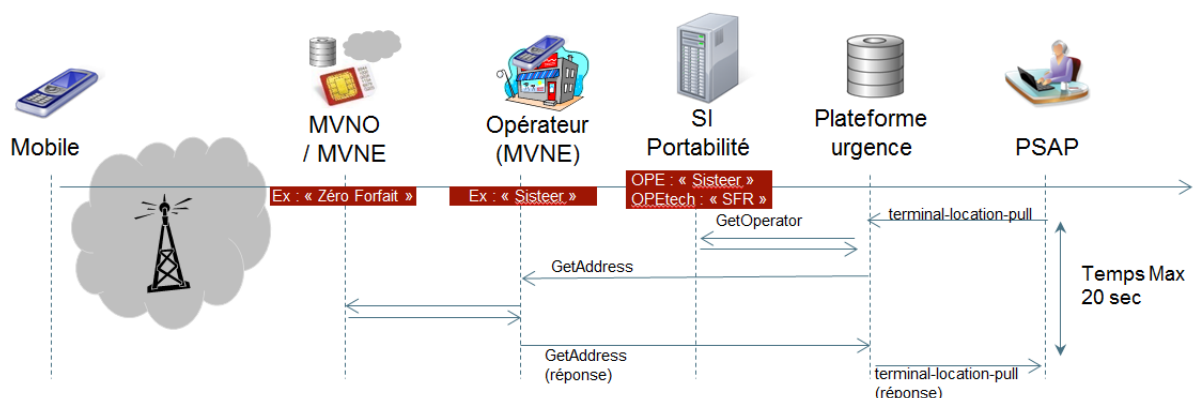 Mobile
MVNO
/ MVNE
Opérateur
(MVNE)
SI
Portabilité
Plateforme
urgence
PSAP
Ex : « Zéro Forfait »
Ex : « Sisteer »
OPE : « Sisteer »
OPEtech : « SFR »
terminal-location-pull
GetOperator
GetAddress
Temps Max
20 sec
GetAddress
(réponse)
terminal-location-pull
(réponse)